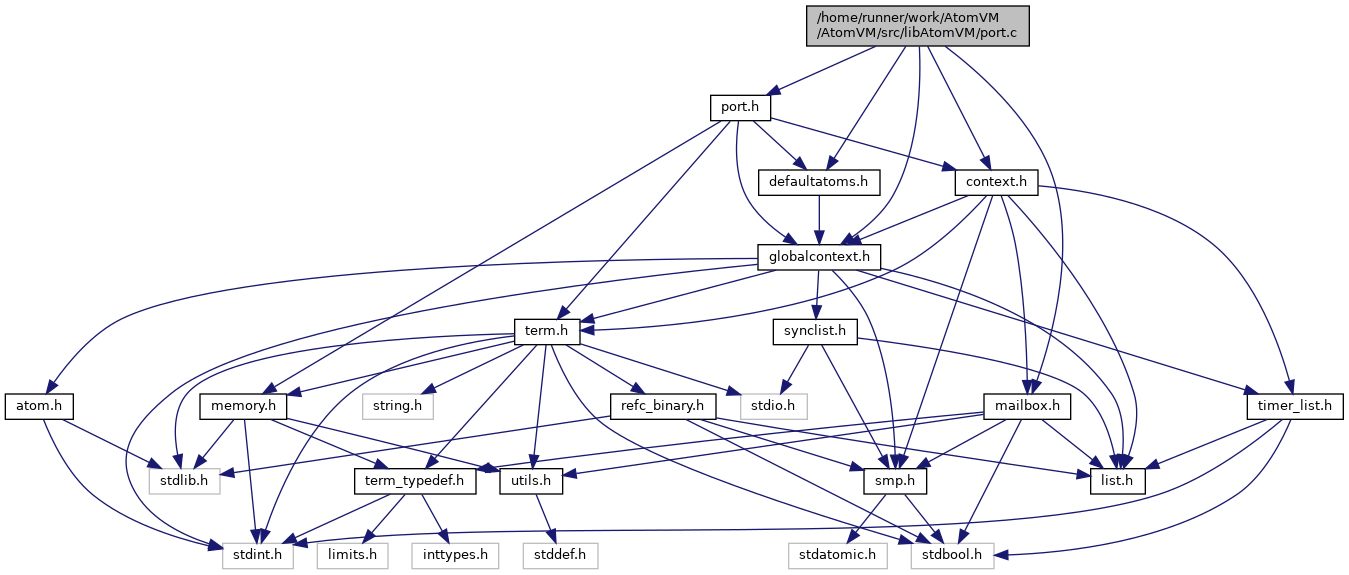 /home/runner/work/AtomVM
/AtomVM/src/libAtomVM/port.c
port.h
defaultatoms.h
context.h
globalcontext.h
term.h
synclist.h
atom.h
memory.h
string.h
refc_binary.h
stdio.h
mailbox.h
timer_list.h
stdlib.h
term_typedef.h
utils.h
smp.h
list.h
stdint.h
limits.h
inttypes.h
stddef.h
stdatomic.h
stdbool.h